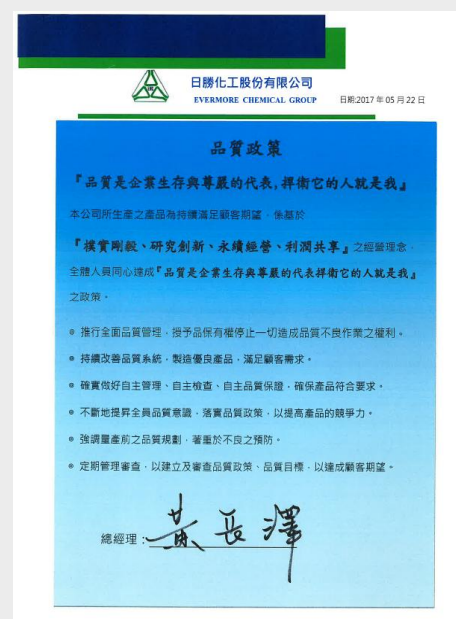 日勝化工股份有限公司
EVERMORE CHEMICAL GROUP
日期:2017年05月22日
品質政策
『品質是企業生存與尊嚴的代表,捍衛它的人就是我』
本公司所生產之產品為持續滿足顧客期望，係基於
『樸實剛毅、研究創新、永續經營、利潤共享』之經營理念，
全體人員同心達成『品質是企業生存與尊嚴的代表捍衛它的人就是我』
之政策。
推行全面品質管理，授予品保有權停止一切造成品質不良作業之權利。
持續改善品質系統，製造優良產品，滿足顧客需求。
確實做好自主管理、自主檢查、自主品質保證，確保產品符合要求。
不斷地提昇全員品質意識，落實品質政策，以提高產品的競爭力。
強調量產前之品質規劃，著重於不良之預防。
定期管理審查，以建立及審查品質政策、品質目標，以達成顧客期望。
總經理：黃長澤